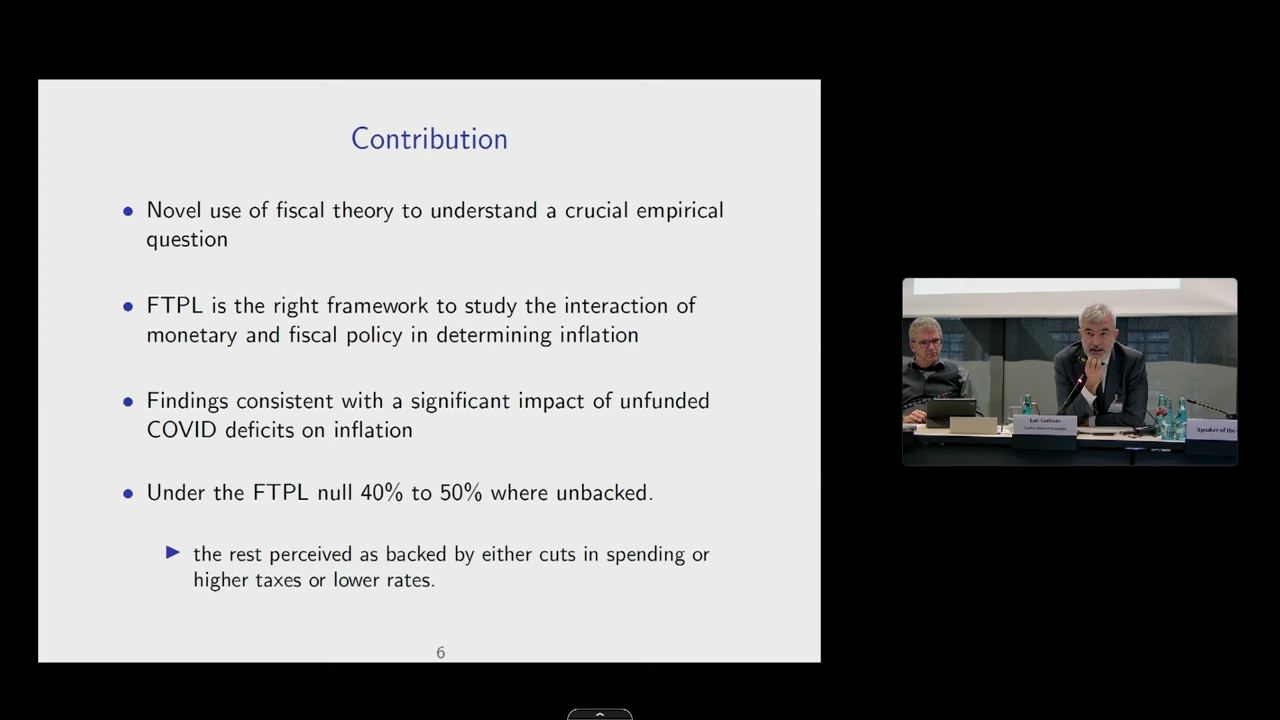 Contribution
• Novel use of fiscal theory to understand a crucial empirical
question
• FTPL is the right framework to study the interaction of
monetary and fiscal policy in determining inflation
• Findings consistent with a significant impact of unfunded
COVID deficits on inflation
• Under the FTPL null 40% to 50% where unbacked.
▶ the rest perceived as backed by either cuts in spending or
higher taxes or lower rates.
6
Speaker of the